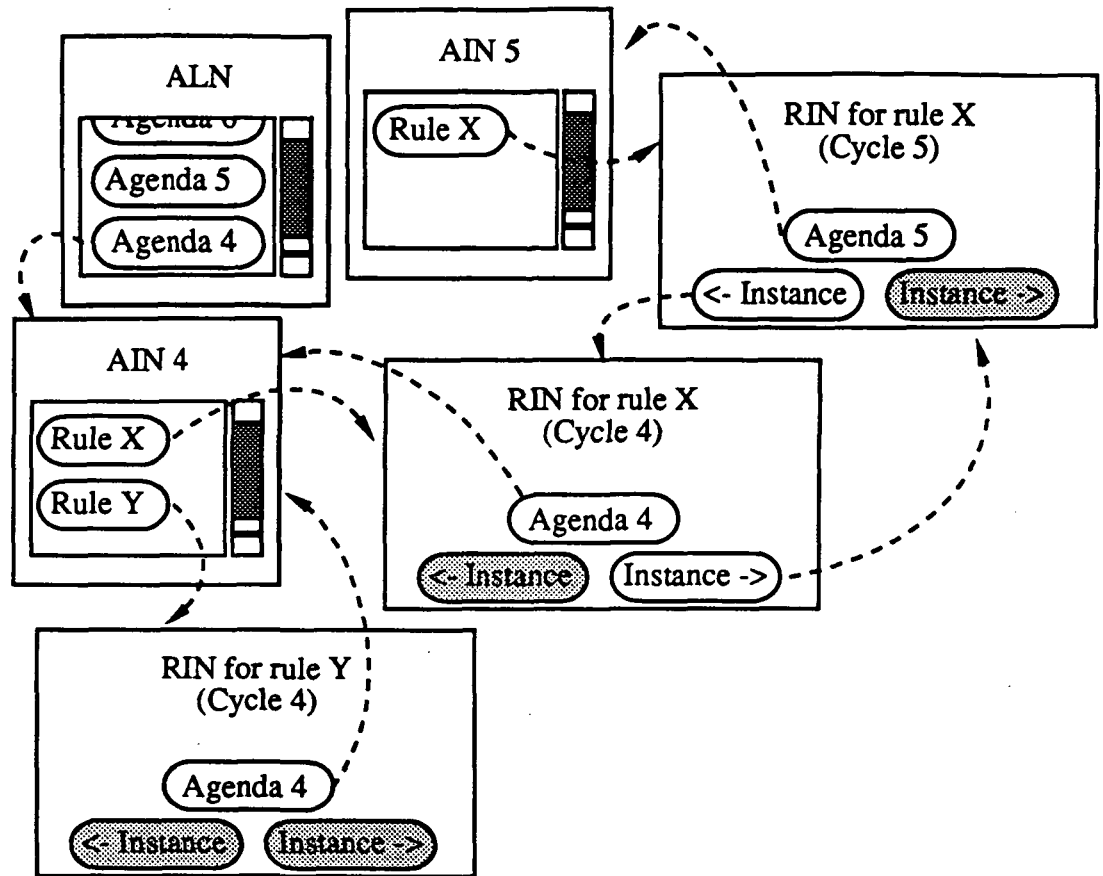 ALN
Agenda 6
Agenda 5
Agenda 4
AIN 5
Rule X
RIN for rule X
(Cycle 5)
Agenda 5
<- Instance
Instance ->
AIN 4
Rule X
Rule Y
RIN for rule X
(Cycle 4)
Agenda 4
<- Instance
Instance ->
RIN for rule Y
(Cycle 4)
Agenda 4
<- Instance
Instance ->